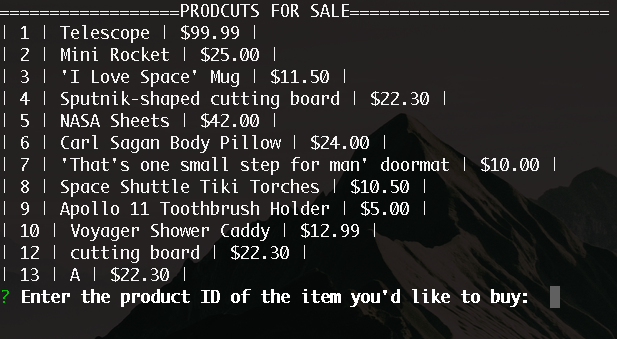 ==================PRODCUTS FOR SALE==========================
| 1 | Telescope | $99.99 |
| 2 | Mini Rocket | $25.00 |
| 3 | 'I Love Space' Mug | $11.50 |
| 4 | Sputnik-shaped cutting board | $22.30 |
| 5 | NASA Sheets | $42.00 |
| 6 | Carl Sagan Body Pillow | $24.00 |
| 7 | 'That's one small step for man' doormat | $10.00 |
| 8 | Space Shuttle Tiki Torches | $10.50 |
| 9 | Apollo 11 Toothbrush Holder | $5.00 |
| 10 | Voyager Shower Caddy | $12.99 |
| 12 | cutting board | $22.30 |
| 13 | A | $22.30 |
? Enter the product ID of the item you'd like to buy: